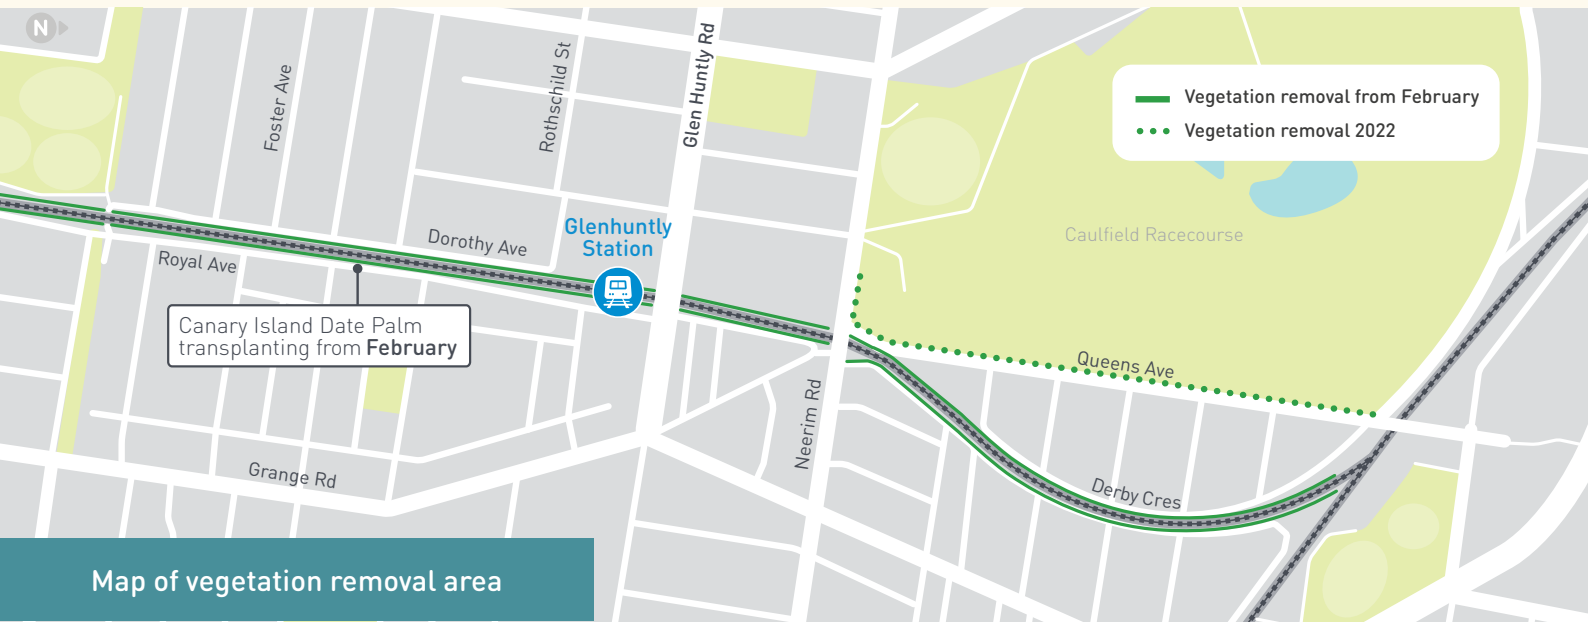 N
Foster Ave
Rothschild St
Glen Huntly Rd
Vegetation removal from February
Vegetation removal 2022
Glenhuntly
Station
Dorothy Ave
Royal Ave
Caulfield Racecourse
Canary Island Date Palm
transplanting from February
Queens Ave
Neerim Rd
Grange Rd
Derby Cres
Map of vegetation removal area